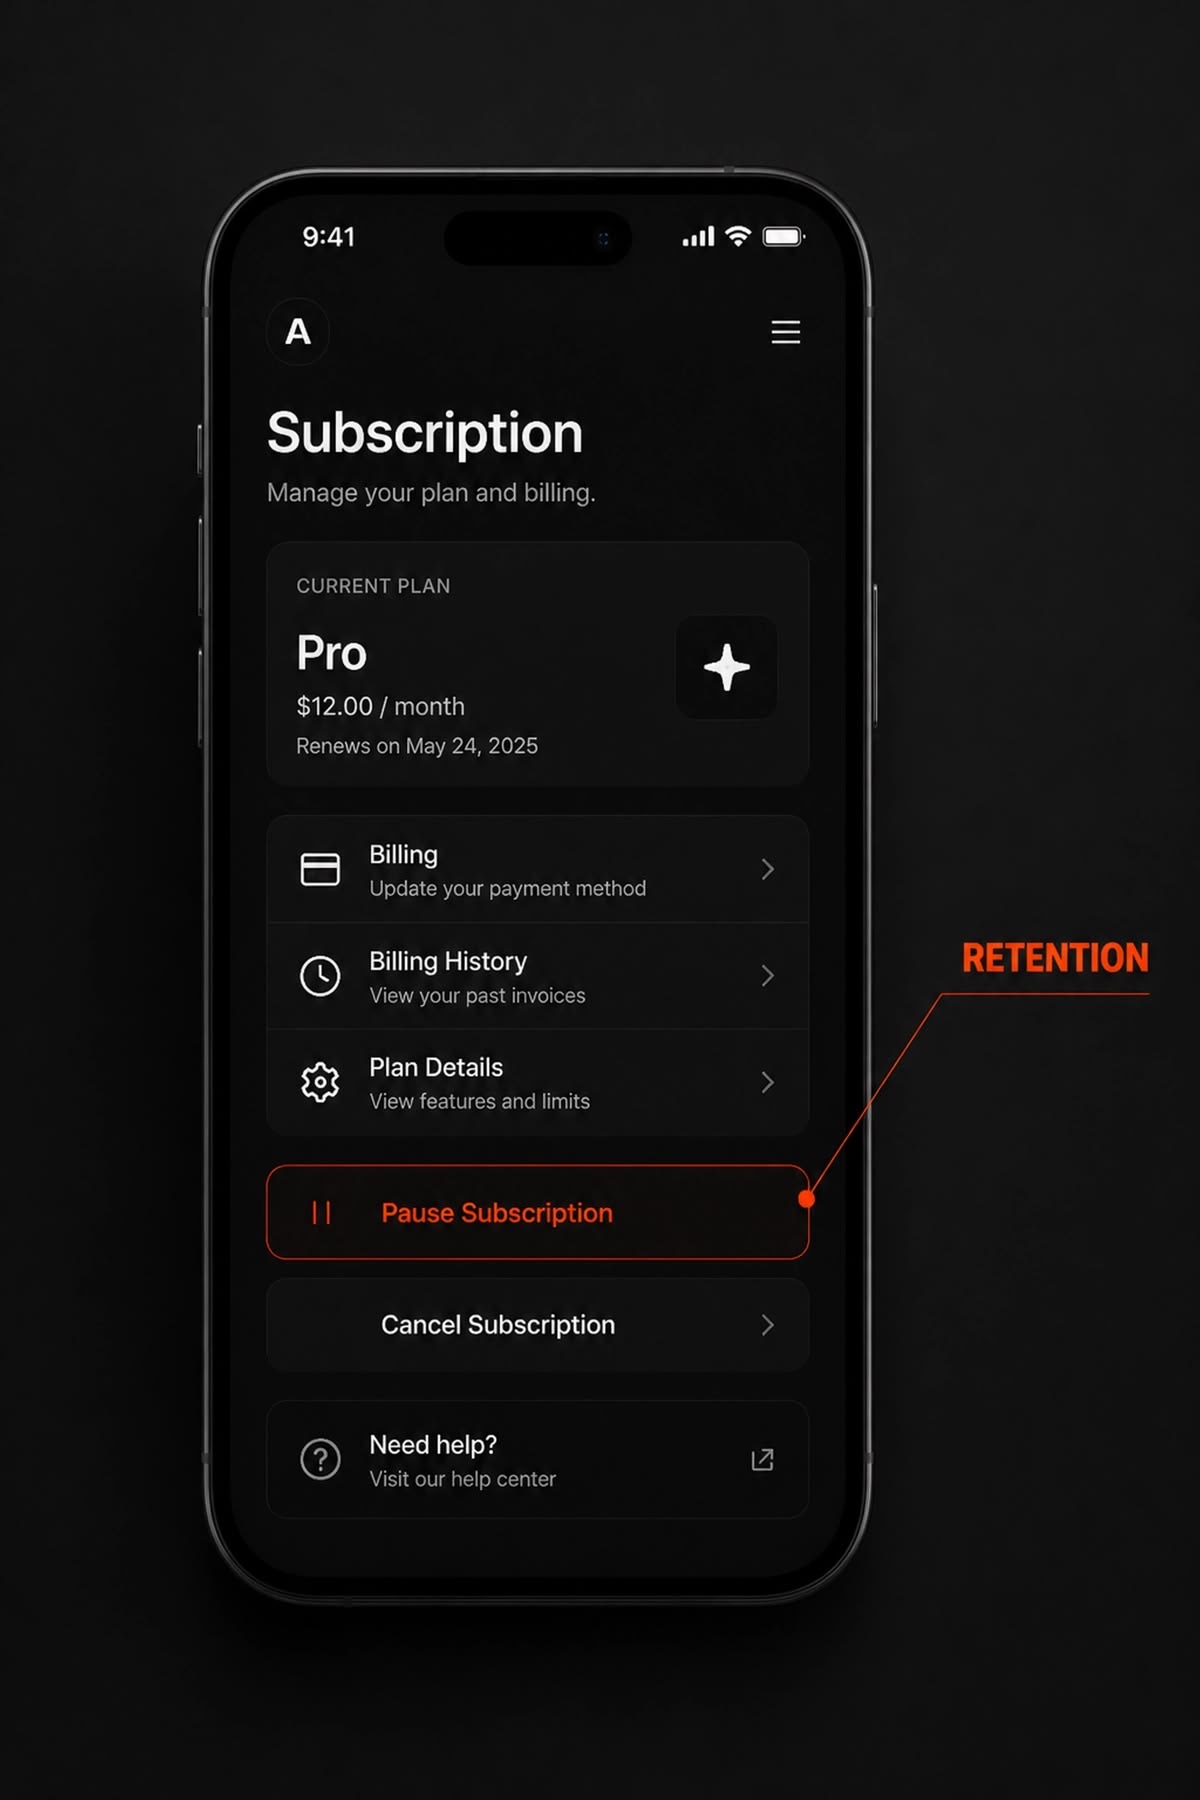 9:41
A
Subscription
Manage your plan and billing.
CURRENT PLAN
Pro
$12.00 / month
Renews on May 24, 2025
Billing
Update your payment method
Billing History
View your past invoices
Plan Details
View features and limits
RETENTION
Pause Subscription
Cancel Subscription
Need help?
Visit our help center